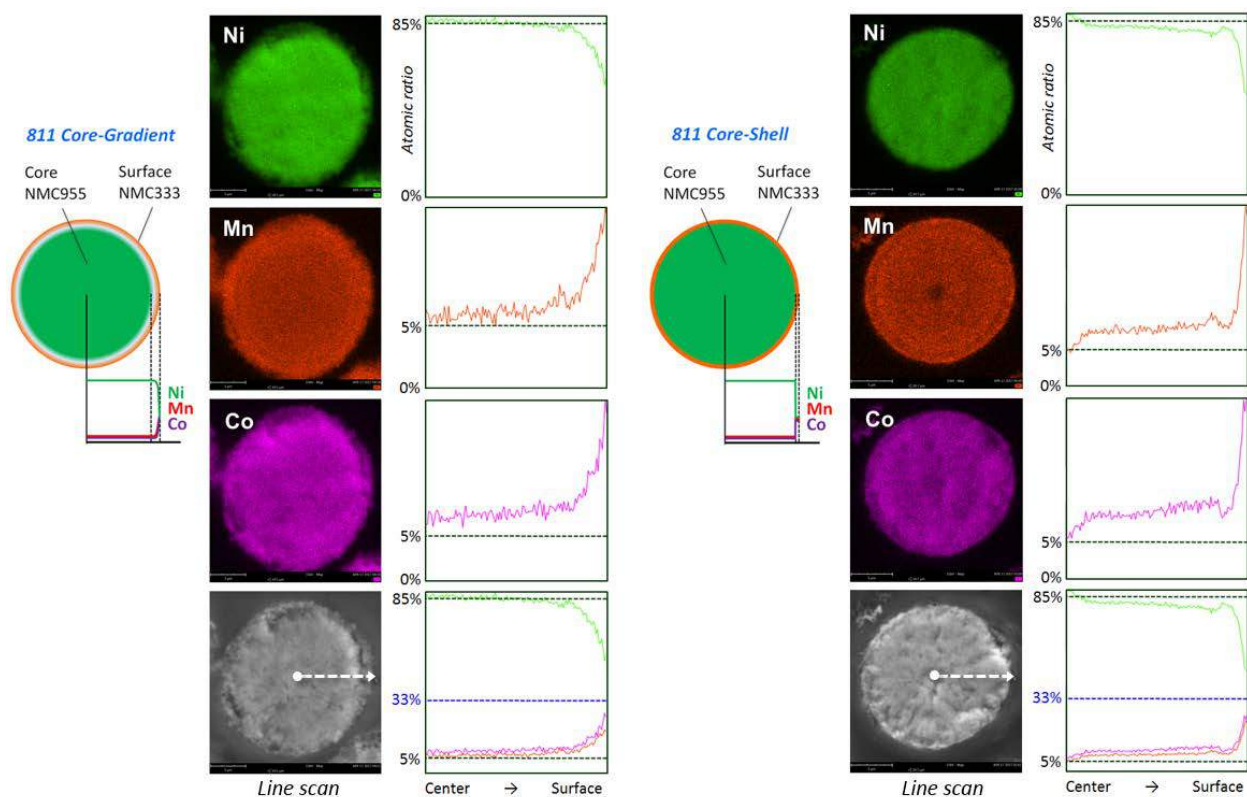 811 Core-Gradient
Core
NMC955
Surface
NMC333
Ni
Mn
Co
Ni
Mn
Co
Line scan
Atomic ratio
85%
0%
5%
0%
5%
0%
85%
33%
5%
Center → Surface
811 Core-Shell
Core
NMC955
Surface
NMC333
Ni
Mn
Co
Ni
Mn
Co
Line scan
Atomic ratio
85%
0%
5%
0%
5%
0%
85%
33%
5%
Center → Surface